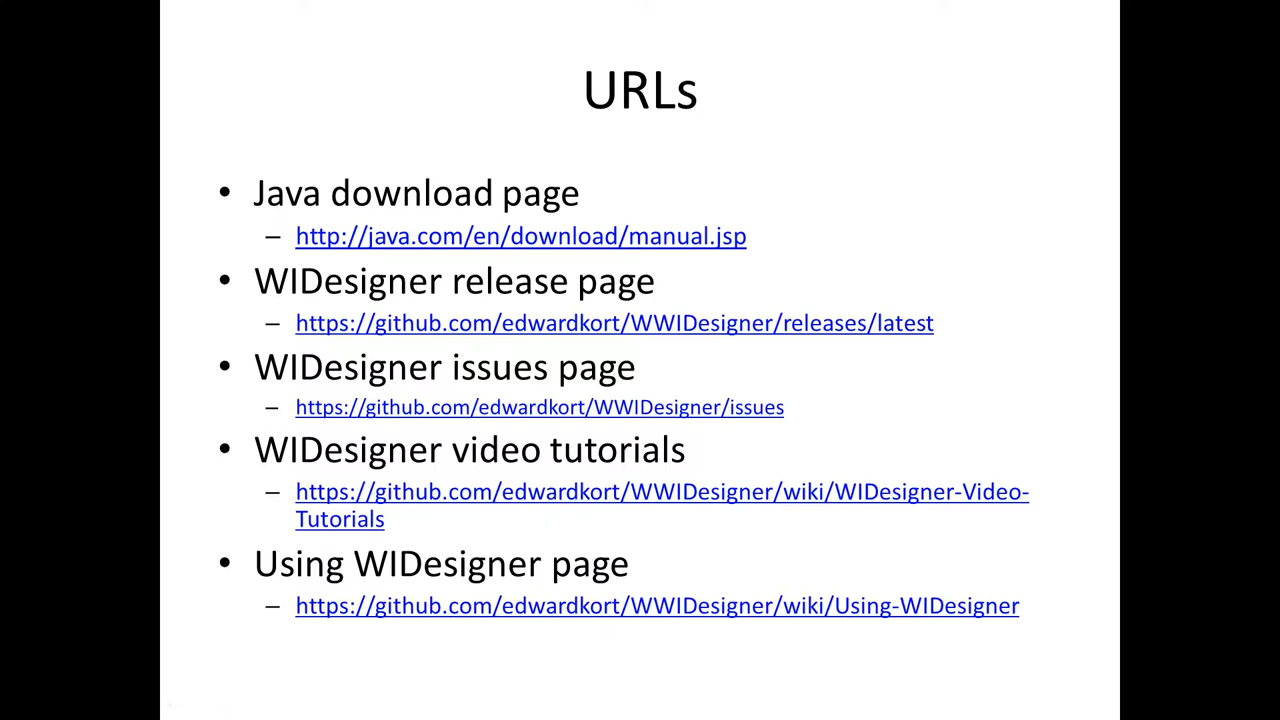 URLs
• Java download page
– http://java.com/en/download/manual.jsp
• WIDesigner release page
– https://github.com/edwardkort/WWIDesigner/releases/latest
• WIDesigner issues page
– https://github.com/edwardkort/WWIDesigner/issues
• WIDesigner video tutorials
– https://github.com/edwardkort/WWIDesigner/wiki/WIDesigner-Video-
Tutorials
• Using WIDesigner page
– https://github.com/edwardkort/WWIDesigner/wiki/Using-WIDesigner